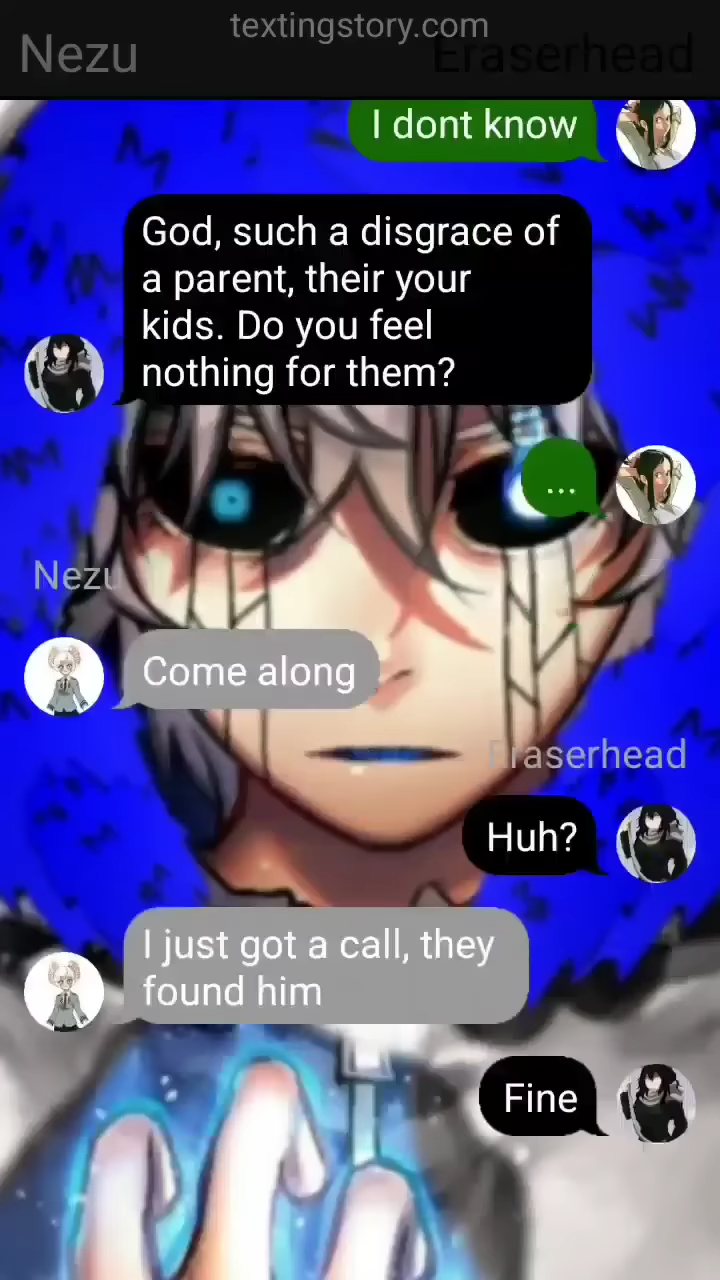 textingstory.com
Nezu
Eraserhead
I dont know
God, such a disgrace of
a parent, their your
kids. Do you feel
nothing for them?
...
Nezu
Come along
Eraserhead
Huh?
I just got a call, they
found him
Fine